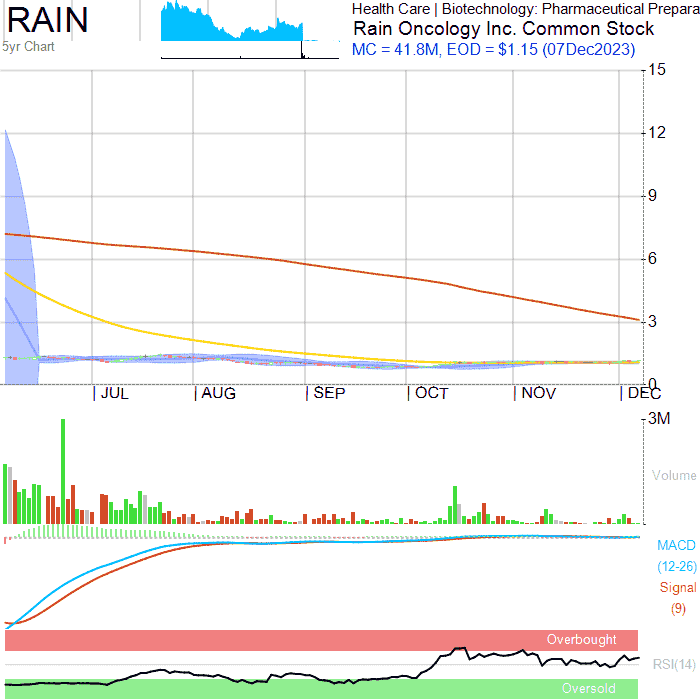 RAIN
5yr Chart
Health Care | Biotechnology: Pharmaceutical Prepara
Rain Oncology Inc. Common Stock
MC = 41.8M, EOD = $1.15 (07Dec2023)
15
12
9
6
3
0
JUL
AUG
SEP
OCT
NOV
DEC
3M
Volume
MACD
(12-26)
Signal
(9)
Overbought
RSI(14)
Oversold